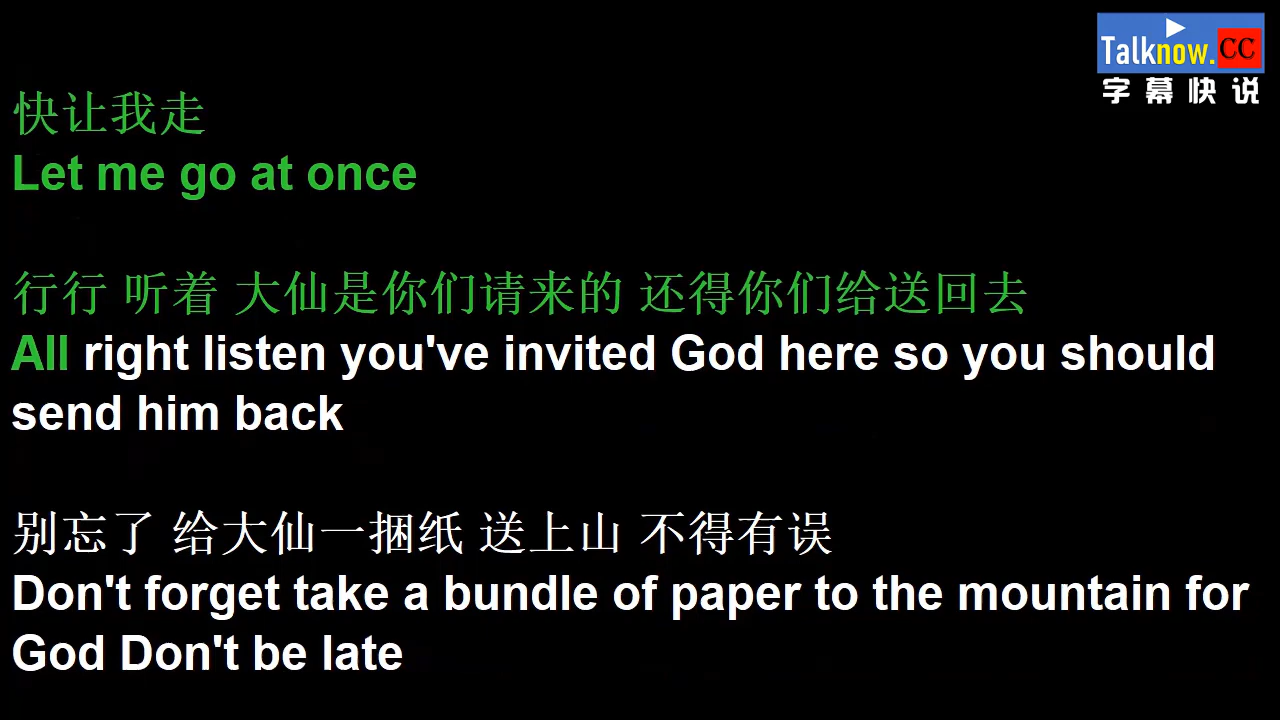 Talknow.CC
字幕快说
快让我走
Let me go at once
行行 听着 大仙是你们请来的 还得你们给送回去
All right listen you've invited God here so you should
send him back
别忘了 给大仙一捆纸 送上山 不得有误
Don't forget take a bundle of paper to the mountain for
God Don't be late